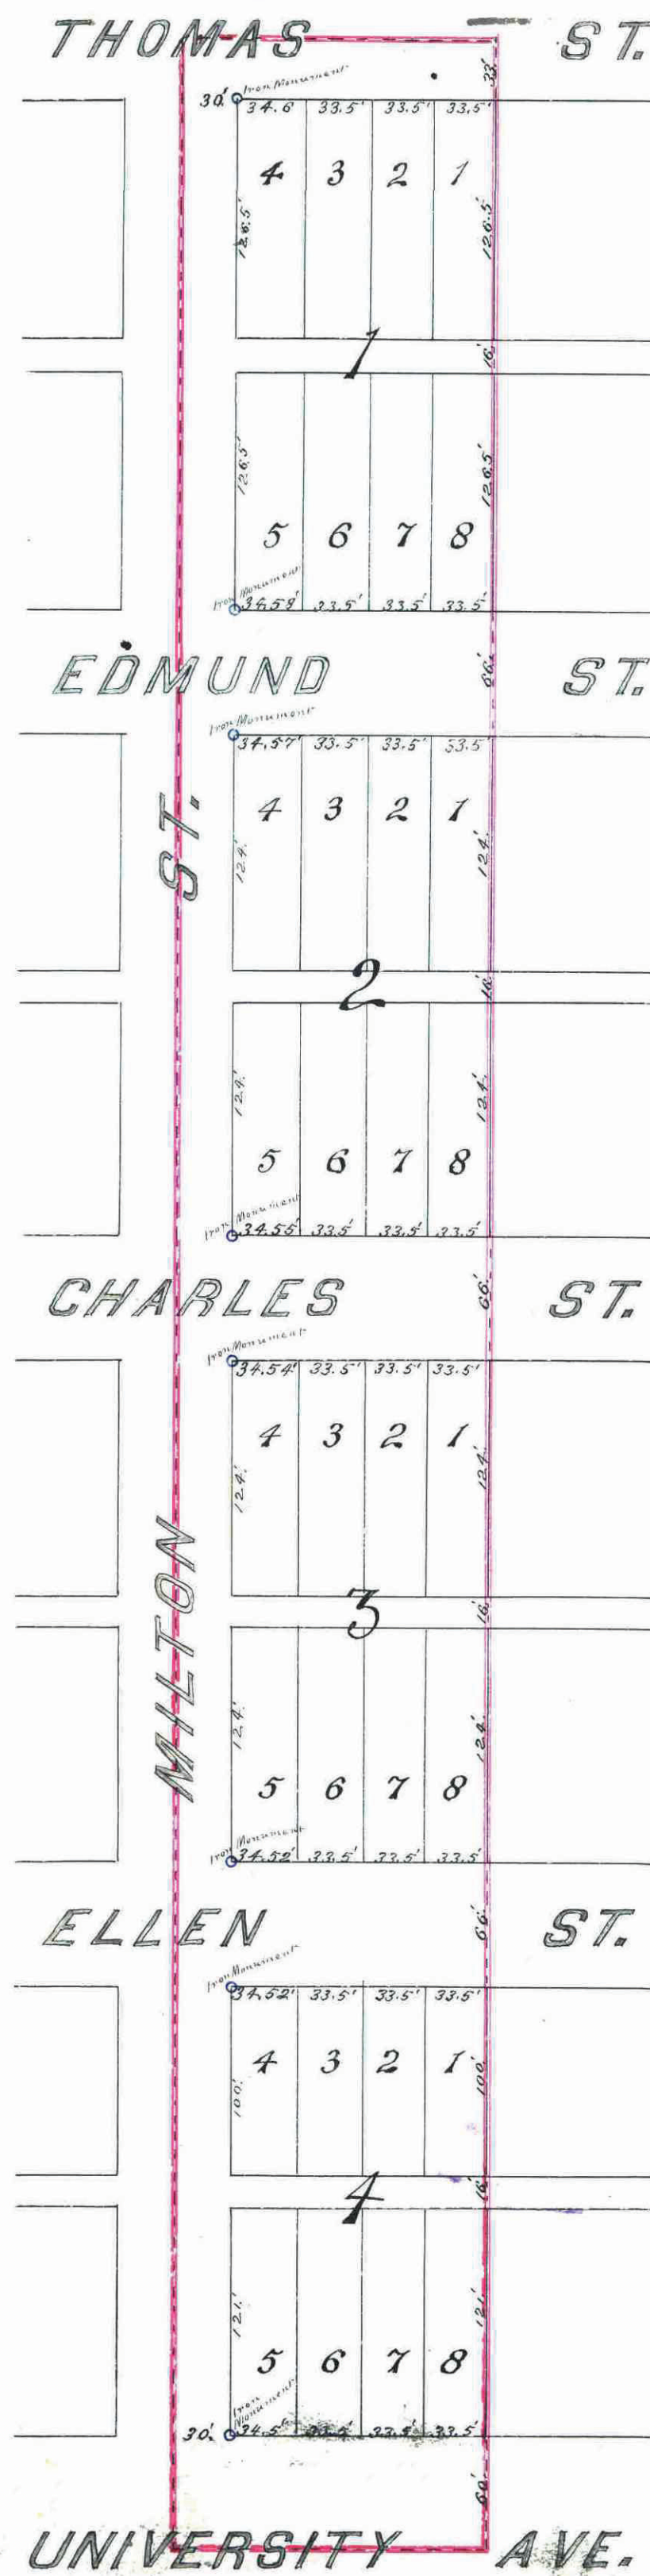 THOMAS ST.
33'
Iron Monument
30' 34.6' 33.5' 33.5' 33.5'
4 3 2 1
126.5' 126.5'
1
16'
126.5' 126.5'
5 6 7 8
Iron Monument
34.59' 33.5' 33.5' 33.5'
EDMUND ST.
66'
Iron Monument
34.57' 33.5' 33.5' 33.5'
4 3 2 1
124' 124'
2
16'
124' 124'
5 6 7 8
Iron Monument
34.55' 33.5' 33.5' 33.5'
CHARLES ST.
66'
Iron Monument
34.54' 33.5' 33.5' 33.5'
4 3 2 1
124' 124'
3
16'
MILTON ST.
124' 124'
5 6 7 8
Iron Monument
34.52' 33.5' 33.5' 33.5'
ELLEN ST.
66'
Iron Monument
34.52' 33.5' 33.5' 33.5'
4 3 2 1
100' 100'
4
16'
121' 121'
5 6 7 8
Iron Monument
30' 34.5' 33.5' 33.5' 33.5'
60'
UNIVERSITY AVE.